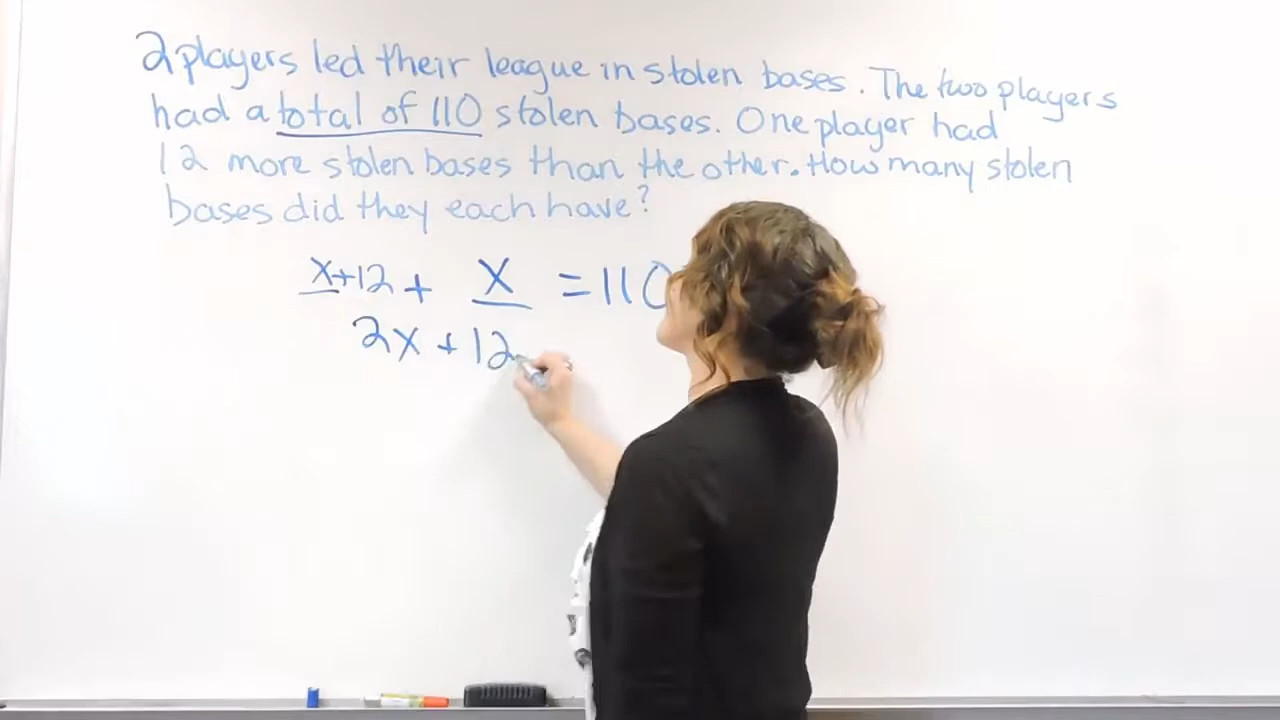 2 players led their league in stolen bases. The two players
had a total of 110 stolen bases. One player had
12 more stolen bases than the other. How many stolen
bases did they each have?
x+12 + x = 110
2x + 12